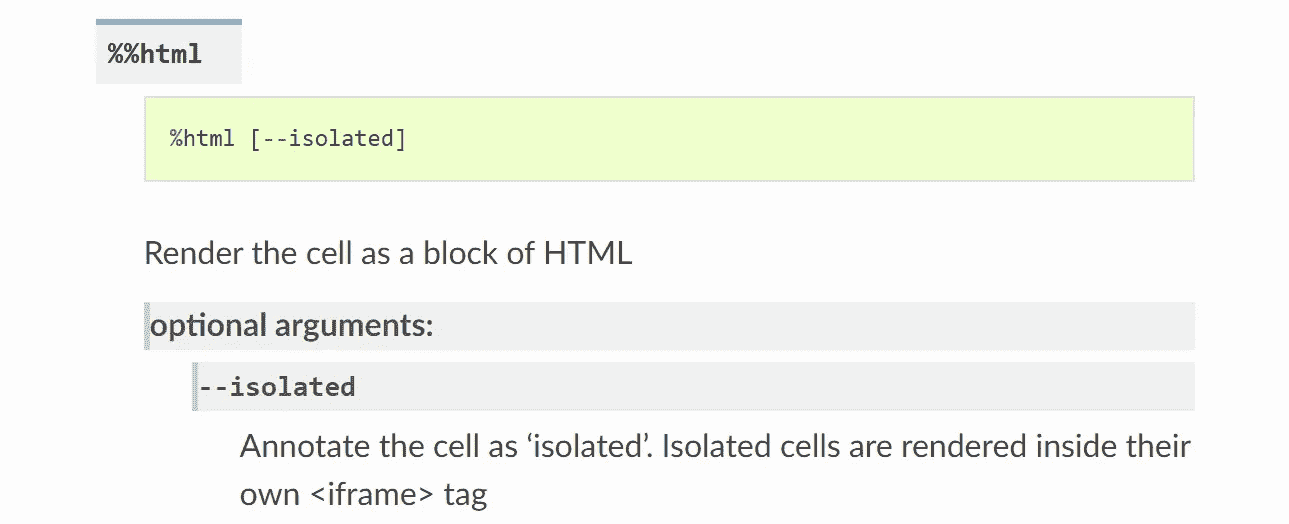 %%html
%html [--isolated]
Render the cell as a block of HTML
optional arguments:
--isolated
Annotate the cell as ‘isolated’. Isolated cells are rendered inside their
own <iframe> tag